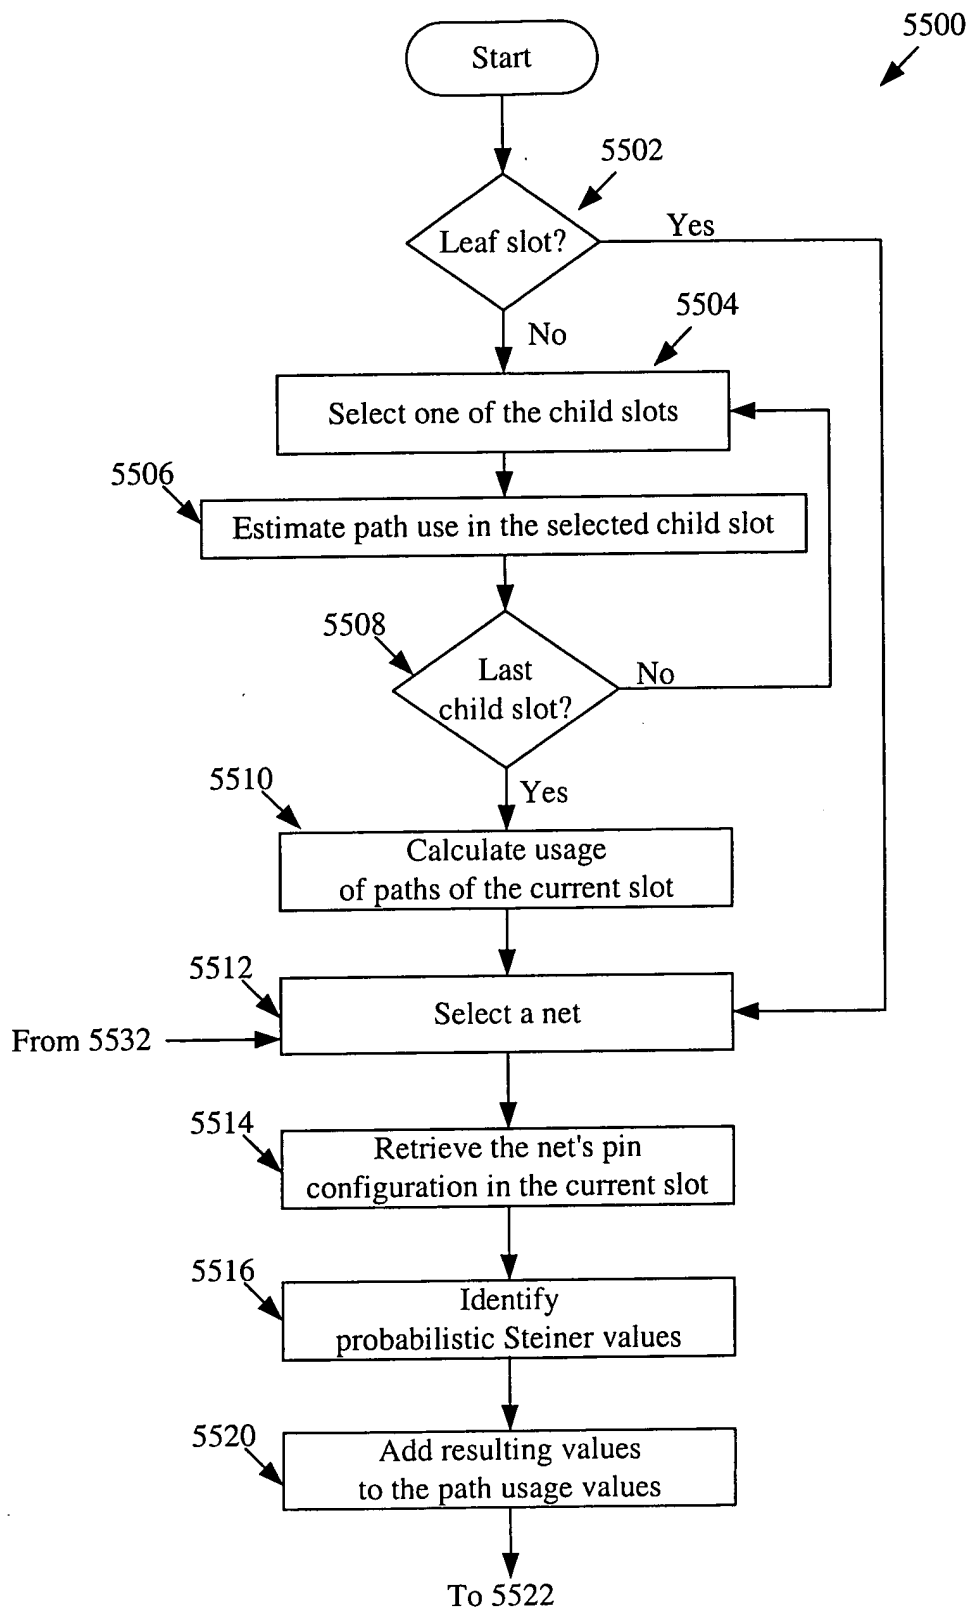 5500
Start
5502
Leaf slot?
Yes
No
5504
Select one of the child slots
5506
Estimate path use in the selected child slot
5508
Last
child slot?
No
5510
Yes
Calculate usage
of paths of the current slot
5512
Select a net
From 5532
5514
Retrieve the net's pin
configuration in the current slot
5516
Identify
probabilistic Steiner values
5520
Add resulting values
to the path usage values
To 5522